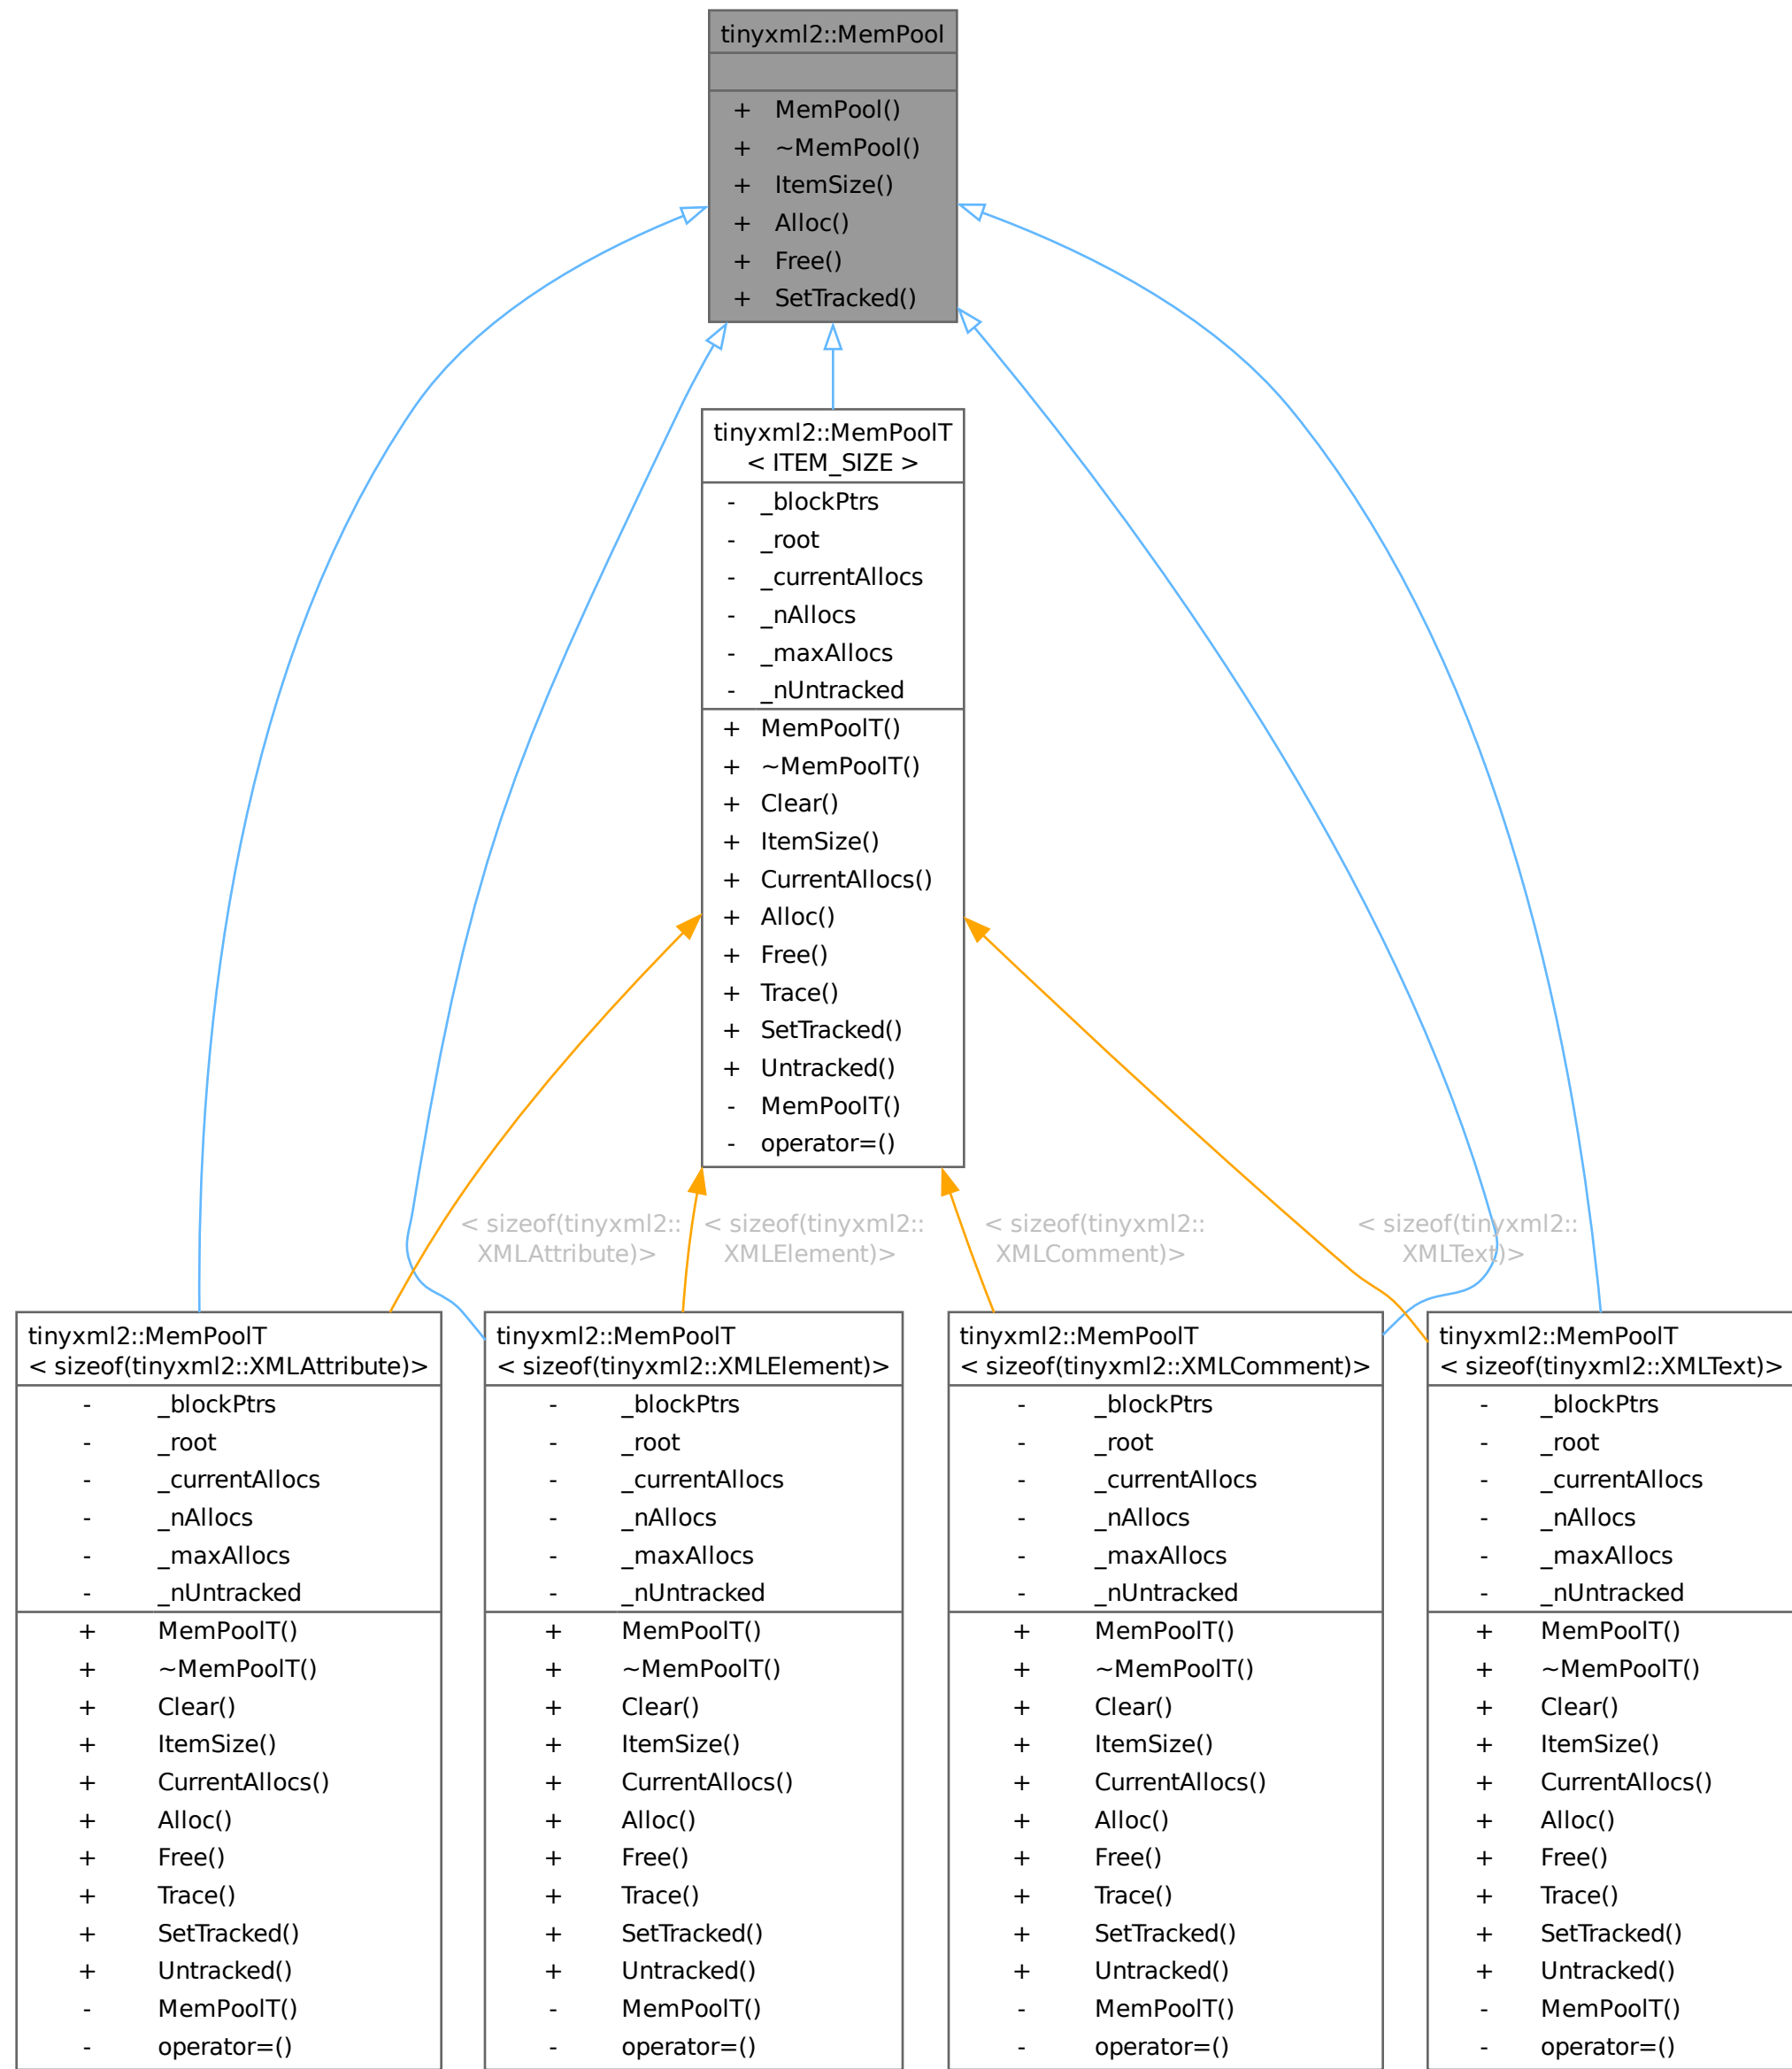 tinyxml2::MemPool
+ MemPool()
+ ~MemPool()
+ ItemSize()
+ Alloc()
+ Free()
+ SetTracked()
tinyxml2::MemPoolT
< ITEM_SIZE >
- _blockPtrs
- _root
- _currentAllocs
- _nAllocs
- _maxAllocs
- _nUntracked
+ MemPoolT()
+ ~MemPoolT()
+ Clear()
+ ItemSize()
+ CurrentAllocs()
+ Alloc()
+ Free()
+ Trace()
+ SetTracked()
+ Untracked()
- MemPoolT()
- operator=()
< sizeof(tinyxml2::
XMLAttribute)>
< sizeof(tinyxml2::
XMLElement)>
< sizeof(tinyxml2::
XMLComment)>
< sizeof(tinyxml2::
XMLText)>
tinyxml2::MemPoolT
< sizeof(tinyxml2::XMLAttribute)>
- _blockPtrs
- _root
- _currentAllocs
- _nAllocs
- _maxAllocs
- _nUntracked
+ MemPoolT()
+ ~MemPoolT()
+ Clear()
+ ItemSize()
+ CurrentAllocs()
+ Alloc()
+ Free()
+ Trace()
+ SetTracked()
+ Untracked()
- MemPoolT()
- operator=()
tinyxml2::MemPoolT
< sizeof(tinyxml2::XMLElement)>
- _blockPtrs
- _root
- _currentAllocs
- _nAllocs
- _maxAllocs
- _nUntracked
+ MemPoolT()
+ ~MemPoolT()
+ Clear()
+ ItemSize()
+ CurrentAllocs()
+ Alloc()
+ Free()
+ Trace()
+ SetTracked()
+ Untracked()
- MemPoolT()
- operator=()
tinyxml2::MemPoolT
< sizeof(tinyxml2::XMLComment)>
- _blockPtrs
- _root
- _currentAllocs
- _nAllocs
- _maxAllocs
- _nUntracked
+ MemPoolT()
+ ~MemPoolT()
+ Clear()
+ ItemSize()
+ CurrentAllocs()
+ Alloc()
+ Free()
+ Trace()
+ SetTracked()
+ Untracked()
- MemPoolT()
- operator=()
tinyxml2::MemPoolT
< sizeof(tinyxml2::XMLText)>
- _blockPtrs
- _root
- _currentAllocs
- _nAllocs
- _maxAllocs
- _nUntracked
+ MemPoolT()
+ ~MemPoolT()
+ Clear()
+ ItemSize()
+ CurrentAllocs()
+ Alloc()
+ Free()
+ Trace()
+ SetTracked()
+ Untracked()
- MemPoolT()
- operator=()